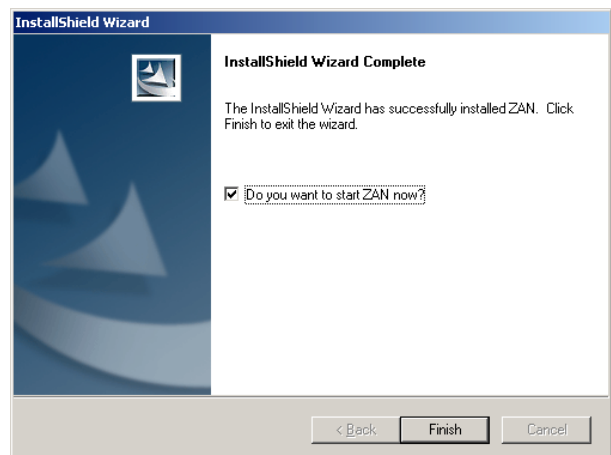 InstallShield Wizard
InstallShield Wizard Complete
The InstallShield Wizard has successfully installed ZAN. Click
Finish to exit the wizard.
Do you want to start ZAN now?
< Back
Finish
Cancel